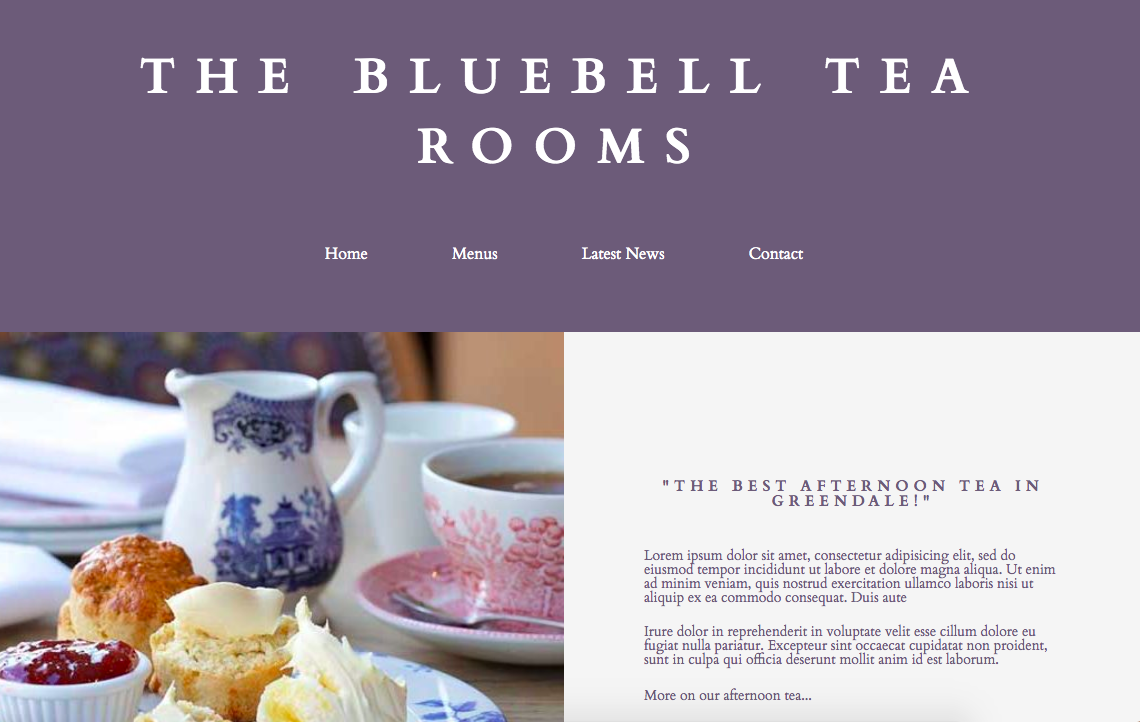 THE BLUEBELL TEA
ROOMS
Home Menus Latest News Contact
"THE BEST AFTERNOON TEA IN
GREENDALE!"
Lorem ipsum dolor sit amet, consectetur adipisicing elit, sed do
eiusmod tempor incididunt ut labore et dolore magna aliqua. Ut enim
ad minim veniam, quis nostrud exercitation ullamco laboris nisi ut
aliquip ex ea commodo consequat. Duis aute
Irure dolor in reprehenderit in voluptate velit esse cillum dolore eu
fugiat nulla pariatur. Excepteur sint occaecat cupidatat non proident,
sunt in culpa qui officia deserunt mollit anim id est laborum.
More on our afternoon tea...